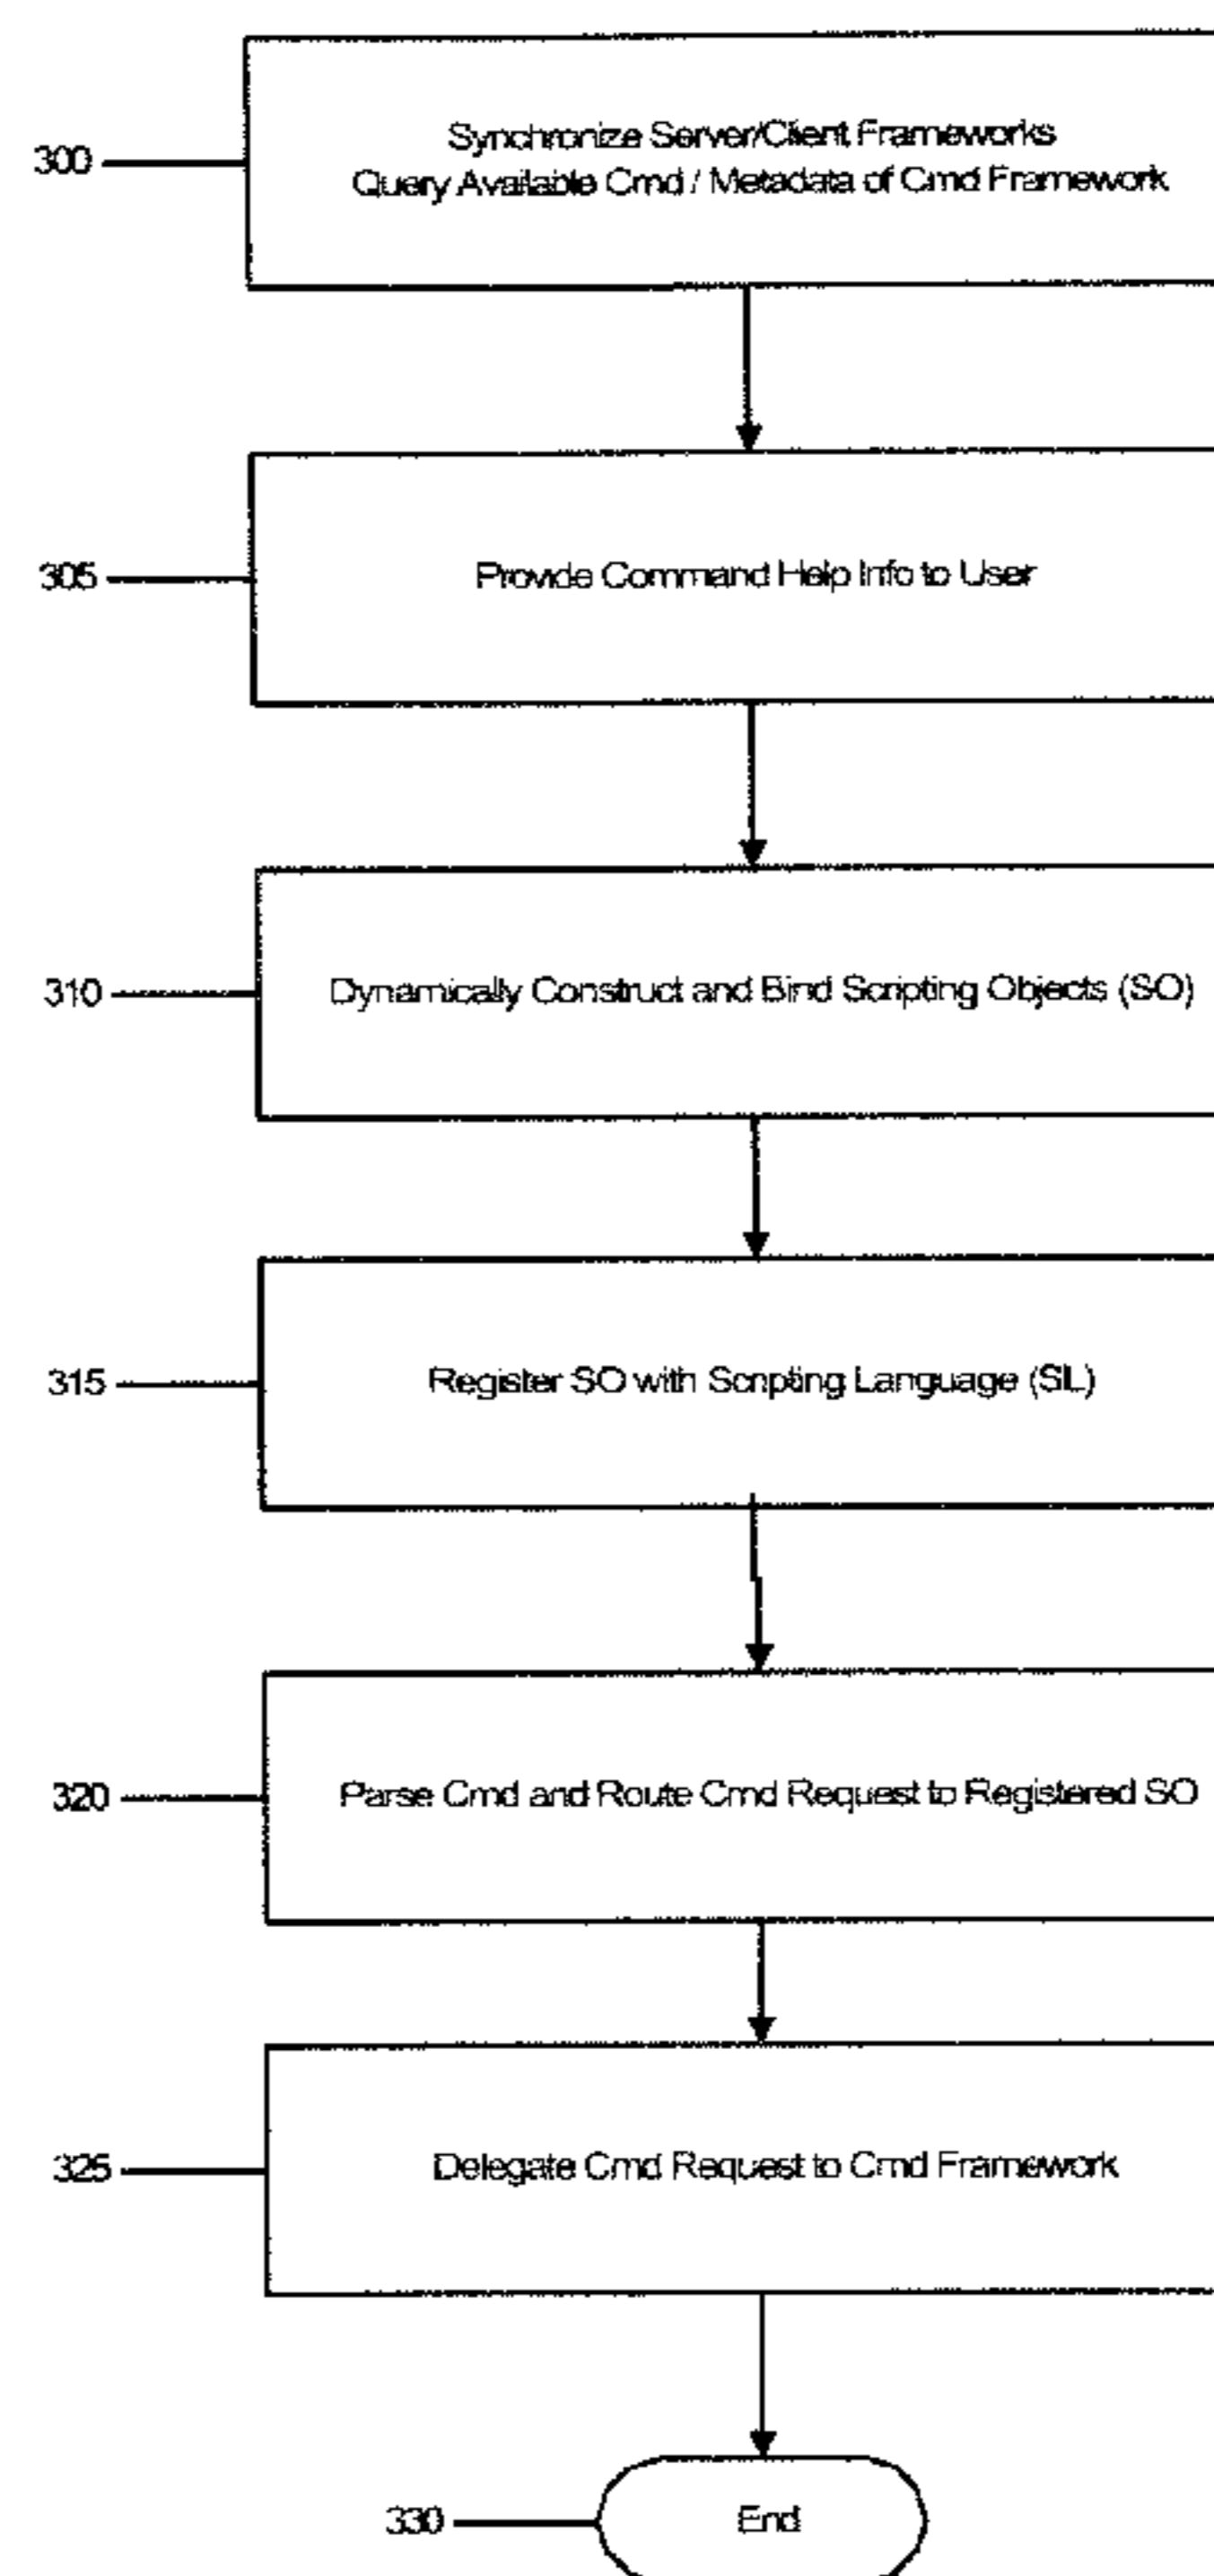 Synchronize Server/Client Frameworks
300
Query Available Cmd / Metadata of Cmd Framework
305
Provide Command Help Info to User
310
Dynamically Construct and Bind Scripting Objects (SO)
315
Register SO with Scripting Language (SL)
320
Parse Cmd and Route Cmd Request to Registered SO
325
Delegate Cmd Request to Cmd Framework
330
End